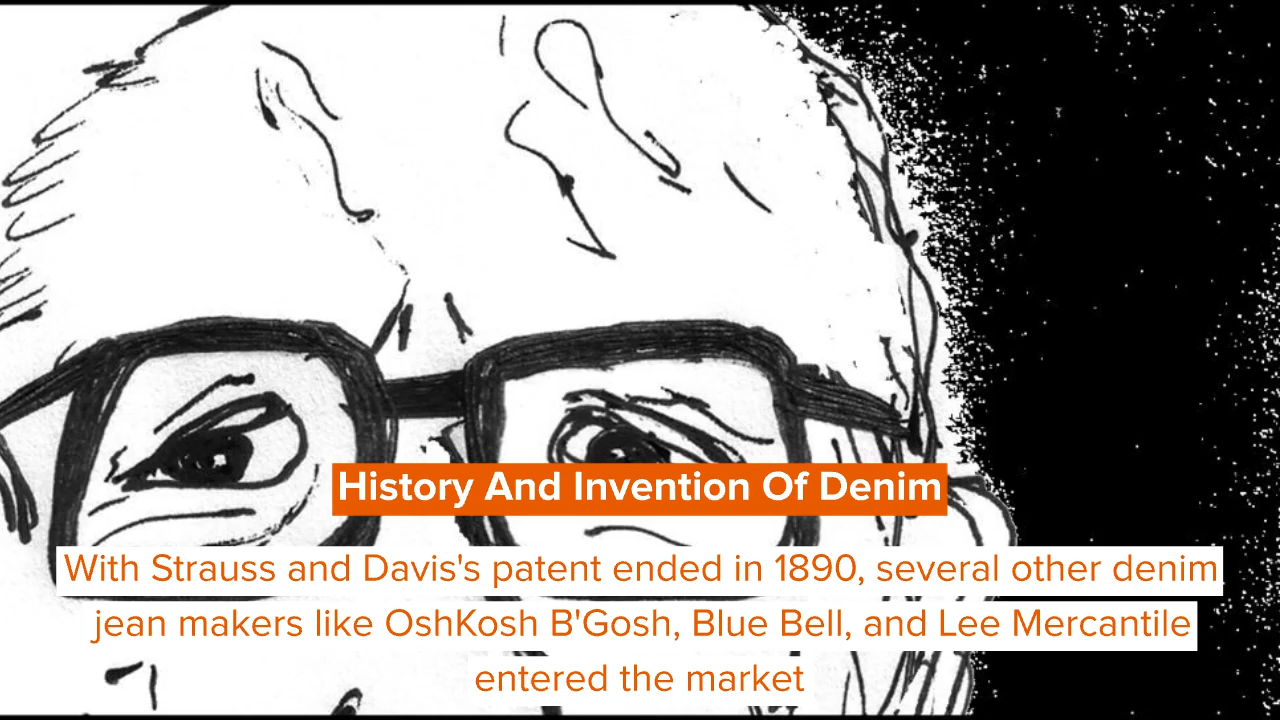 History And Invention Of Denim
With Strauss and Davis's patent ended in 1890, several other denim
jean makers like OshKosh B'Gosh, Blue Bell, and Lee Mercantile
entered the market